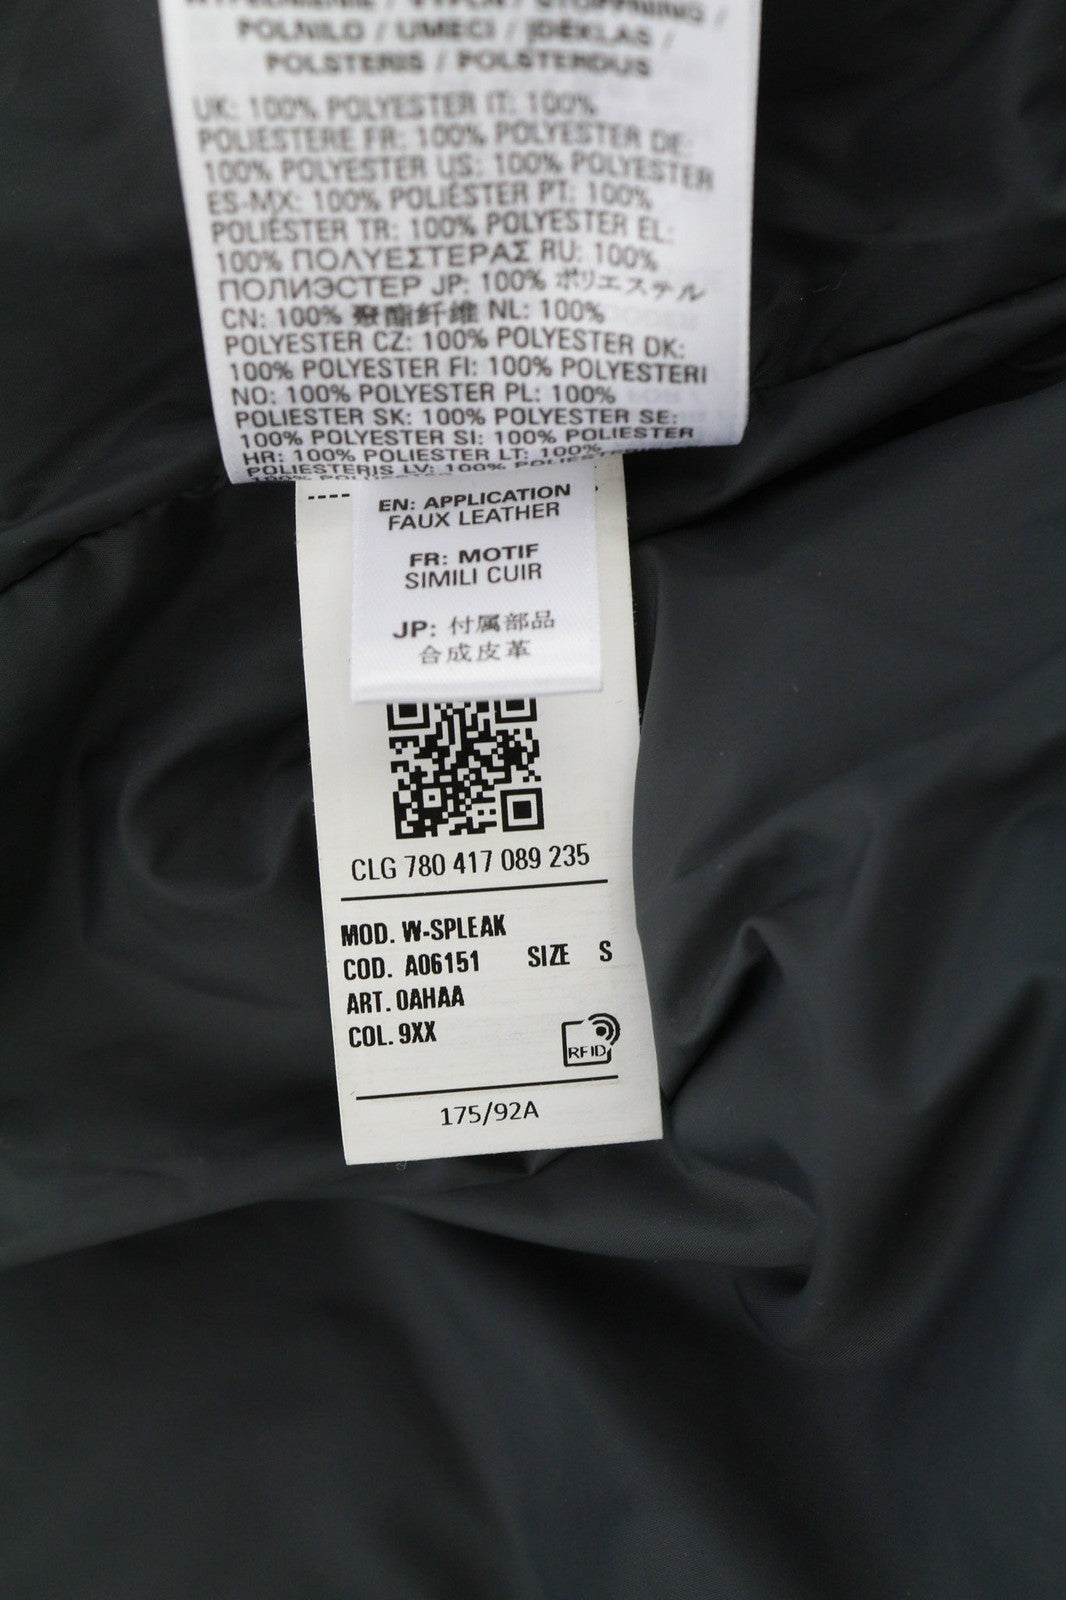 POLNILO / UMECI / ĮDĖKLAS /
POLSTERIS / POLSTERDUS
UK: 100% POLYESTER IT: 100%
POLIESTERE FR: 100% POLYESTER DE:
100% POLYESTER US: 100% POLYESTER
ES-MX: 100% POLIÉSTER PT: 100%
POLIÉSTER TR: 100% POLYESTER EL:
100% ΠΟΛΥΕΣΤΕΡΑΣ RU: 100%
ПОЛИЭСТЕР JP: 100% ポリエステル
CN: 100% 聚酯纤维 NL: 100%
POLYESTER CZ: 100% POLYESTER DK:
100% POLYESTER FI: 100% POLYESTERI
NO: 100% POLYESTER PL: 100%
POLIESTER SK: 100% POLYESTER SE:
100% POLYESTER SI: 100% POLIESTER
HR: 100% POLIESTER LT: 100%
POLIESTERIS LV: 100%
EN: APPLICATION
FAUX LEATHER
FR: MOTIF
SIMILI CUIR
JP: 付属部品
合成皮革
CLG 780 417 089 235
MOD. W-SPLEAK
COD. A06151 SIZE S
ART. 0AHAA
COL. 9XX
RFID
175/92A